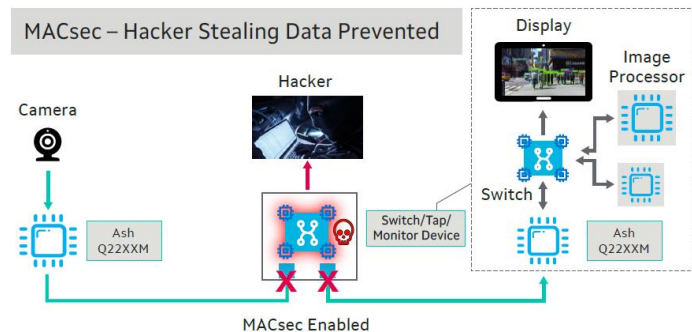 MACsec – Hacker Stealing Data Prevented
Display
Image
Processor
Hacker
Camera
Switch
Switch/Tap/
Monitor Device
Ash
Q22XXM
Ash
Q22XXM
MACsec Enabled